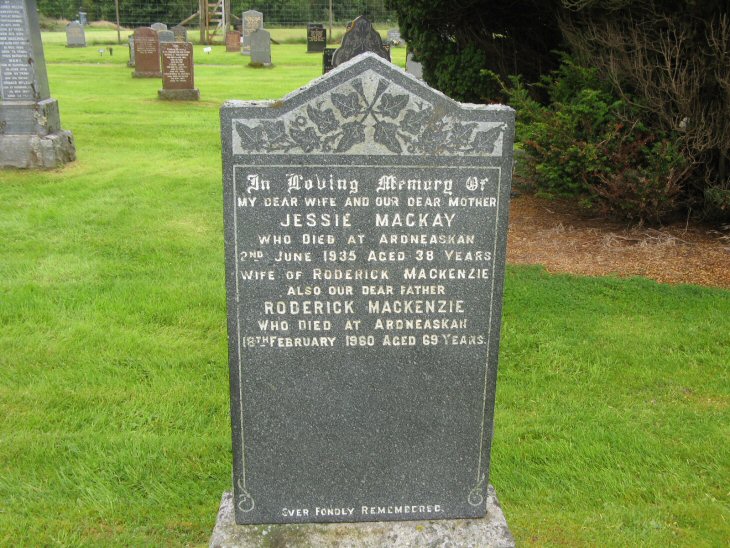 In Loving Memory Of
MY DEAR WIFE AND OUR DEAR MOTHER
JESSIE MACKAY
WHO DIED AT ARDNEASKAN
2ND JUNE 1935 AGED 38 YEARS
WIFE OF RODERICK MACKENZIE
ALSO OUR DEAR FATHER
RODERICK MACKENZIE
WHO DIED AT ARDNEASKAN
18TH FEBRUARY 1960 AGED 69 YEARS.
EVER FONDLY REMEMBERED.